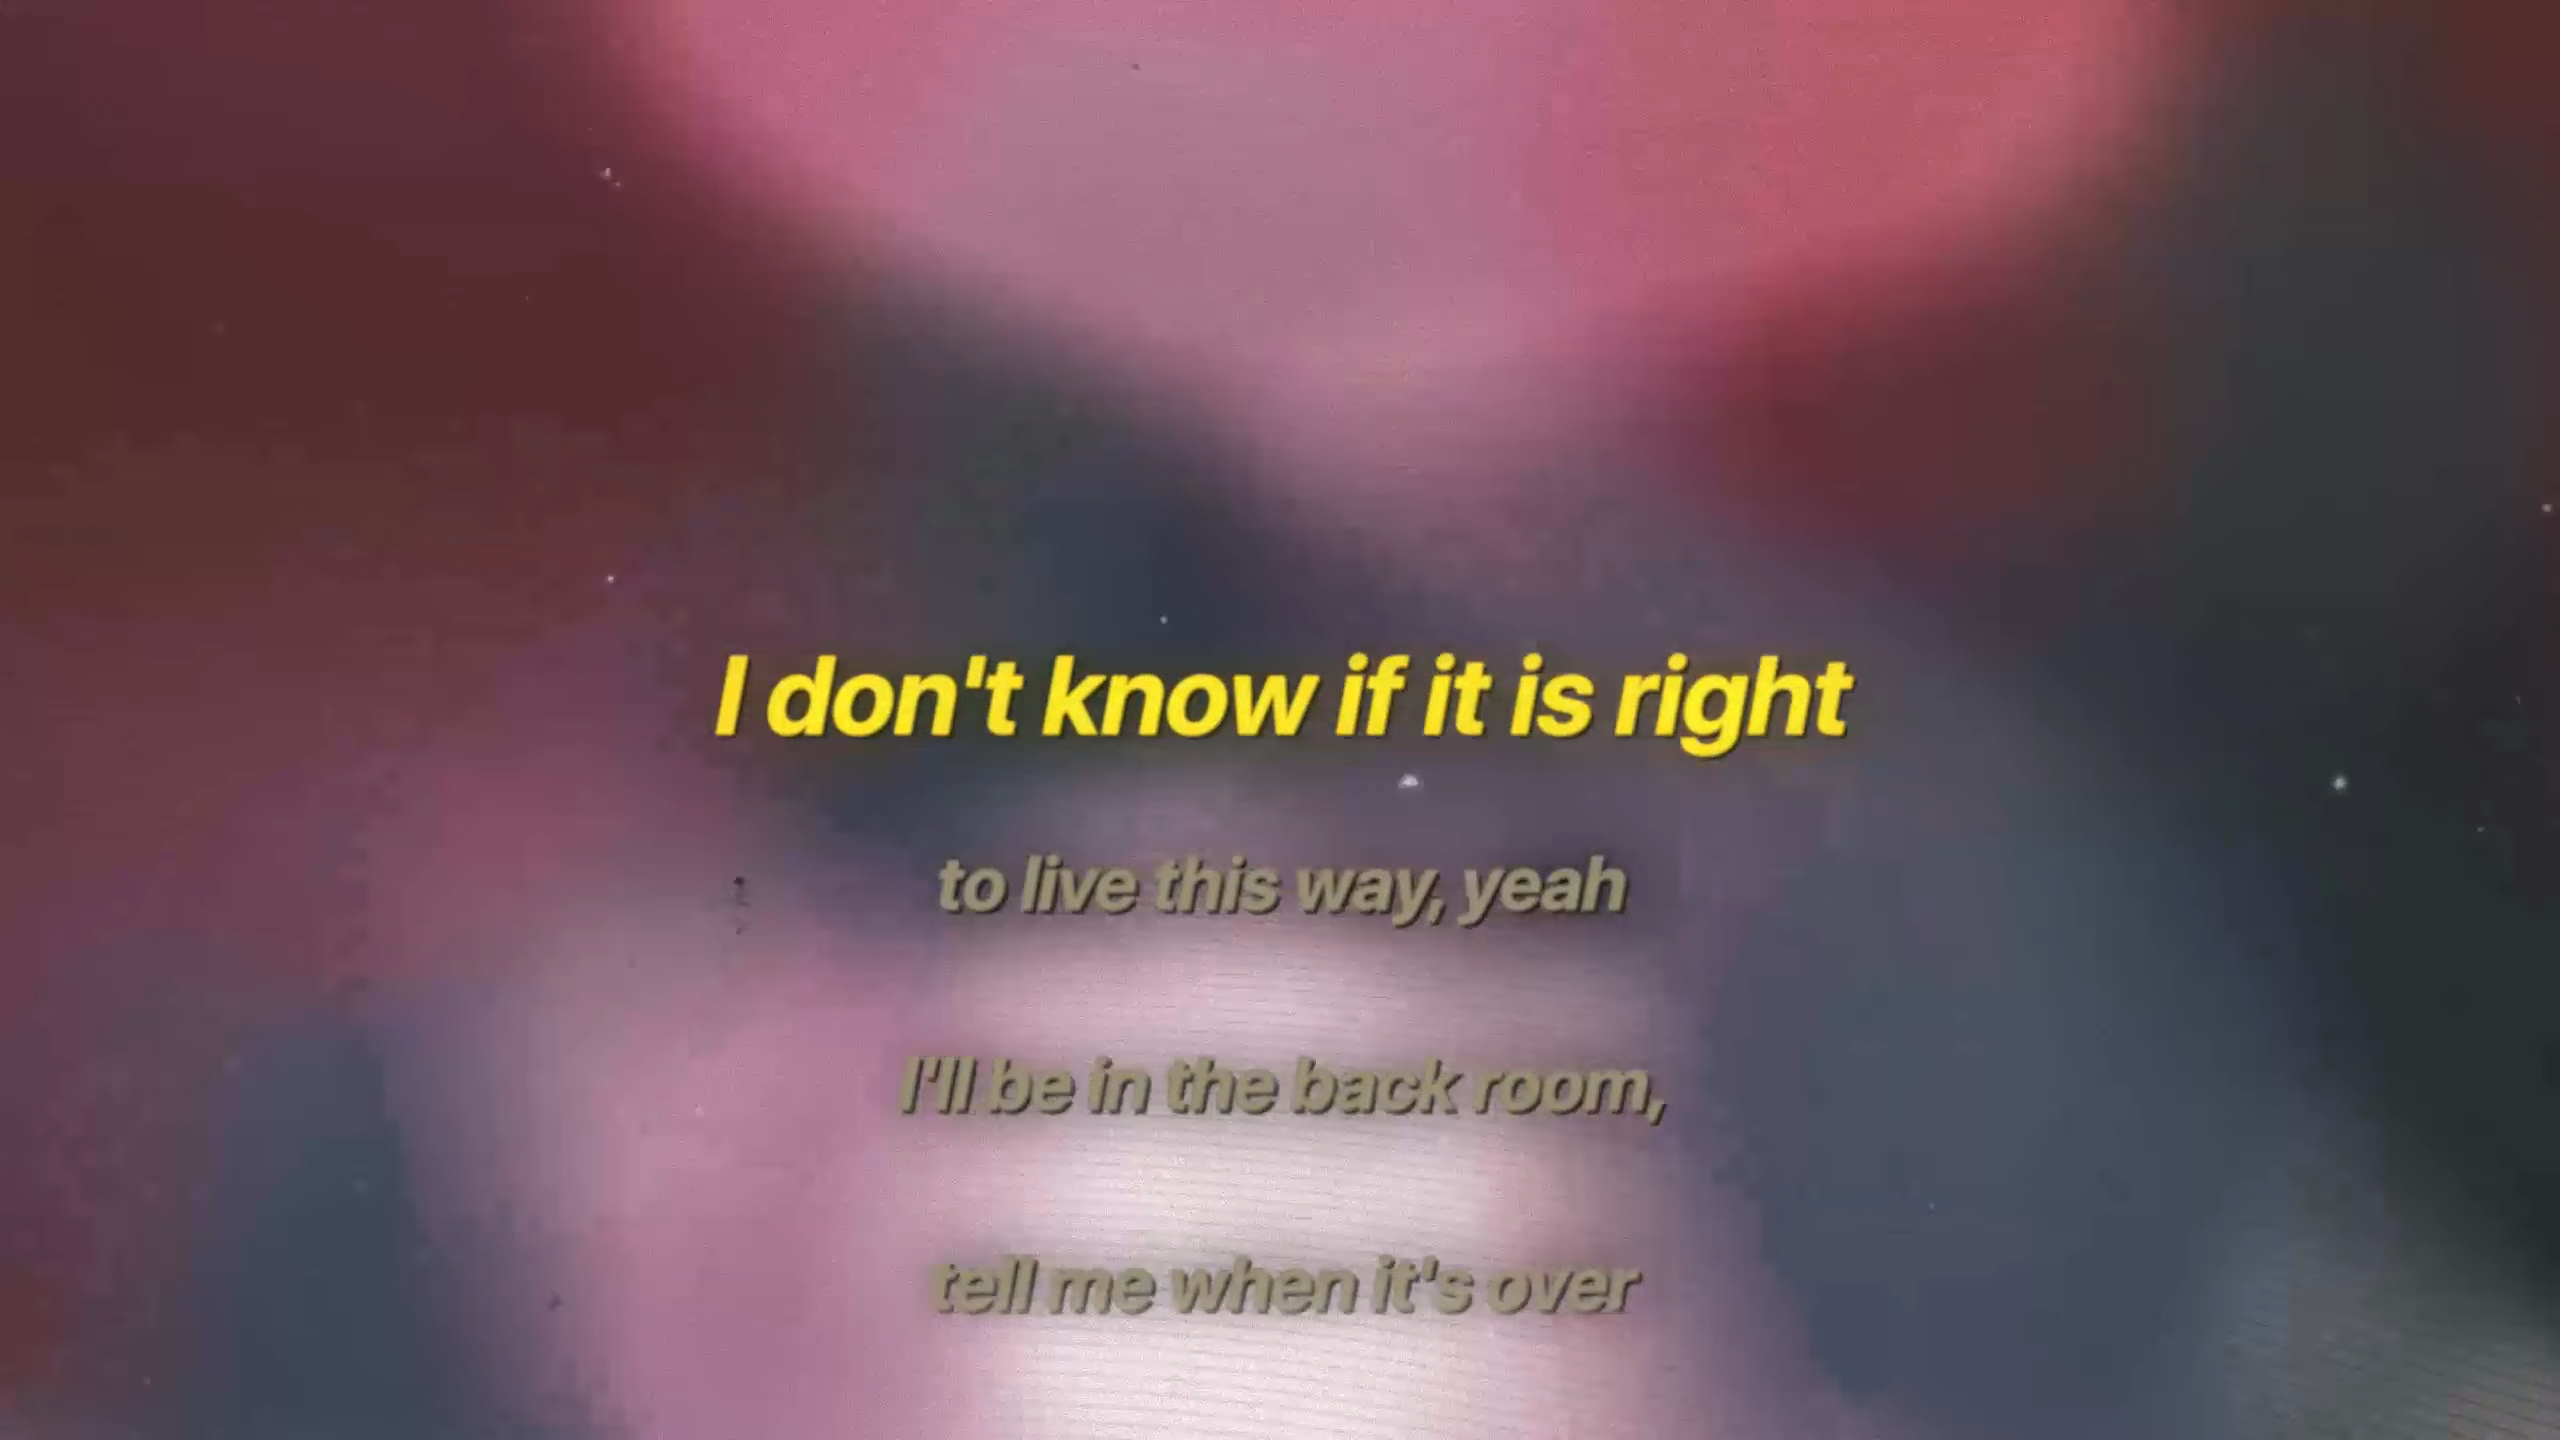 I don't know if it is right
to live this way, yeah
I'll be in the back room,
tell me when it's over